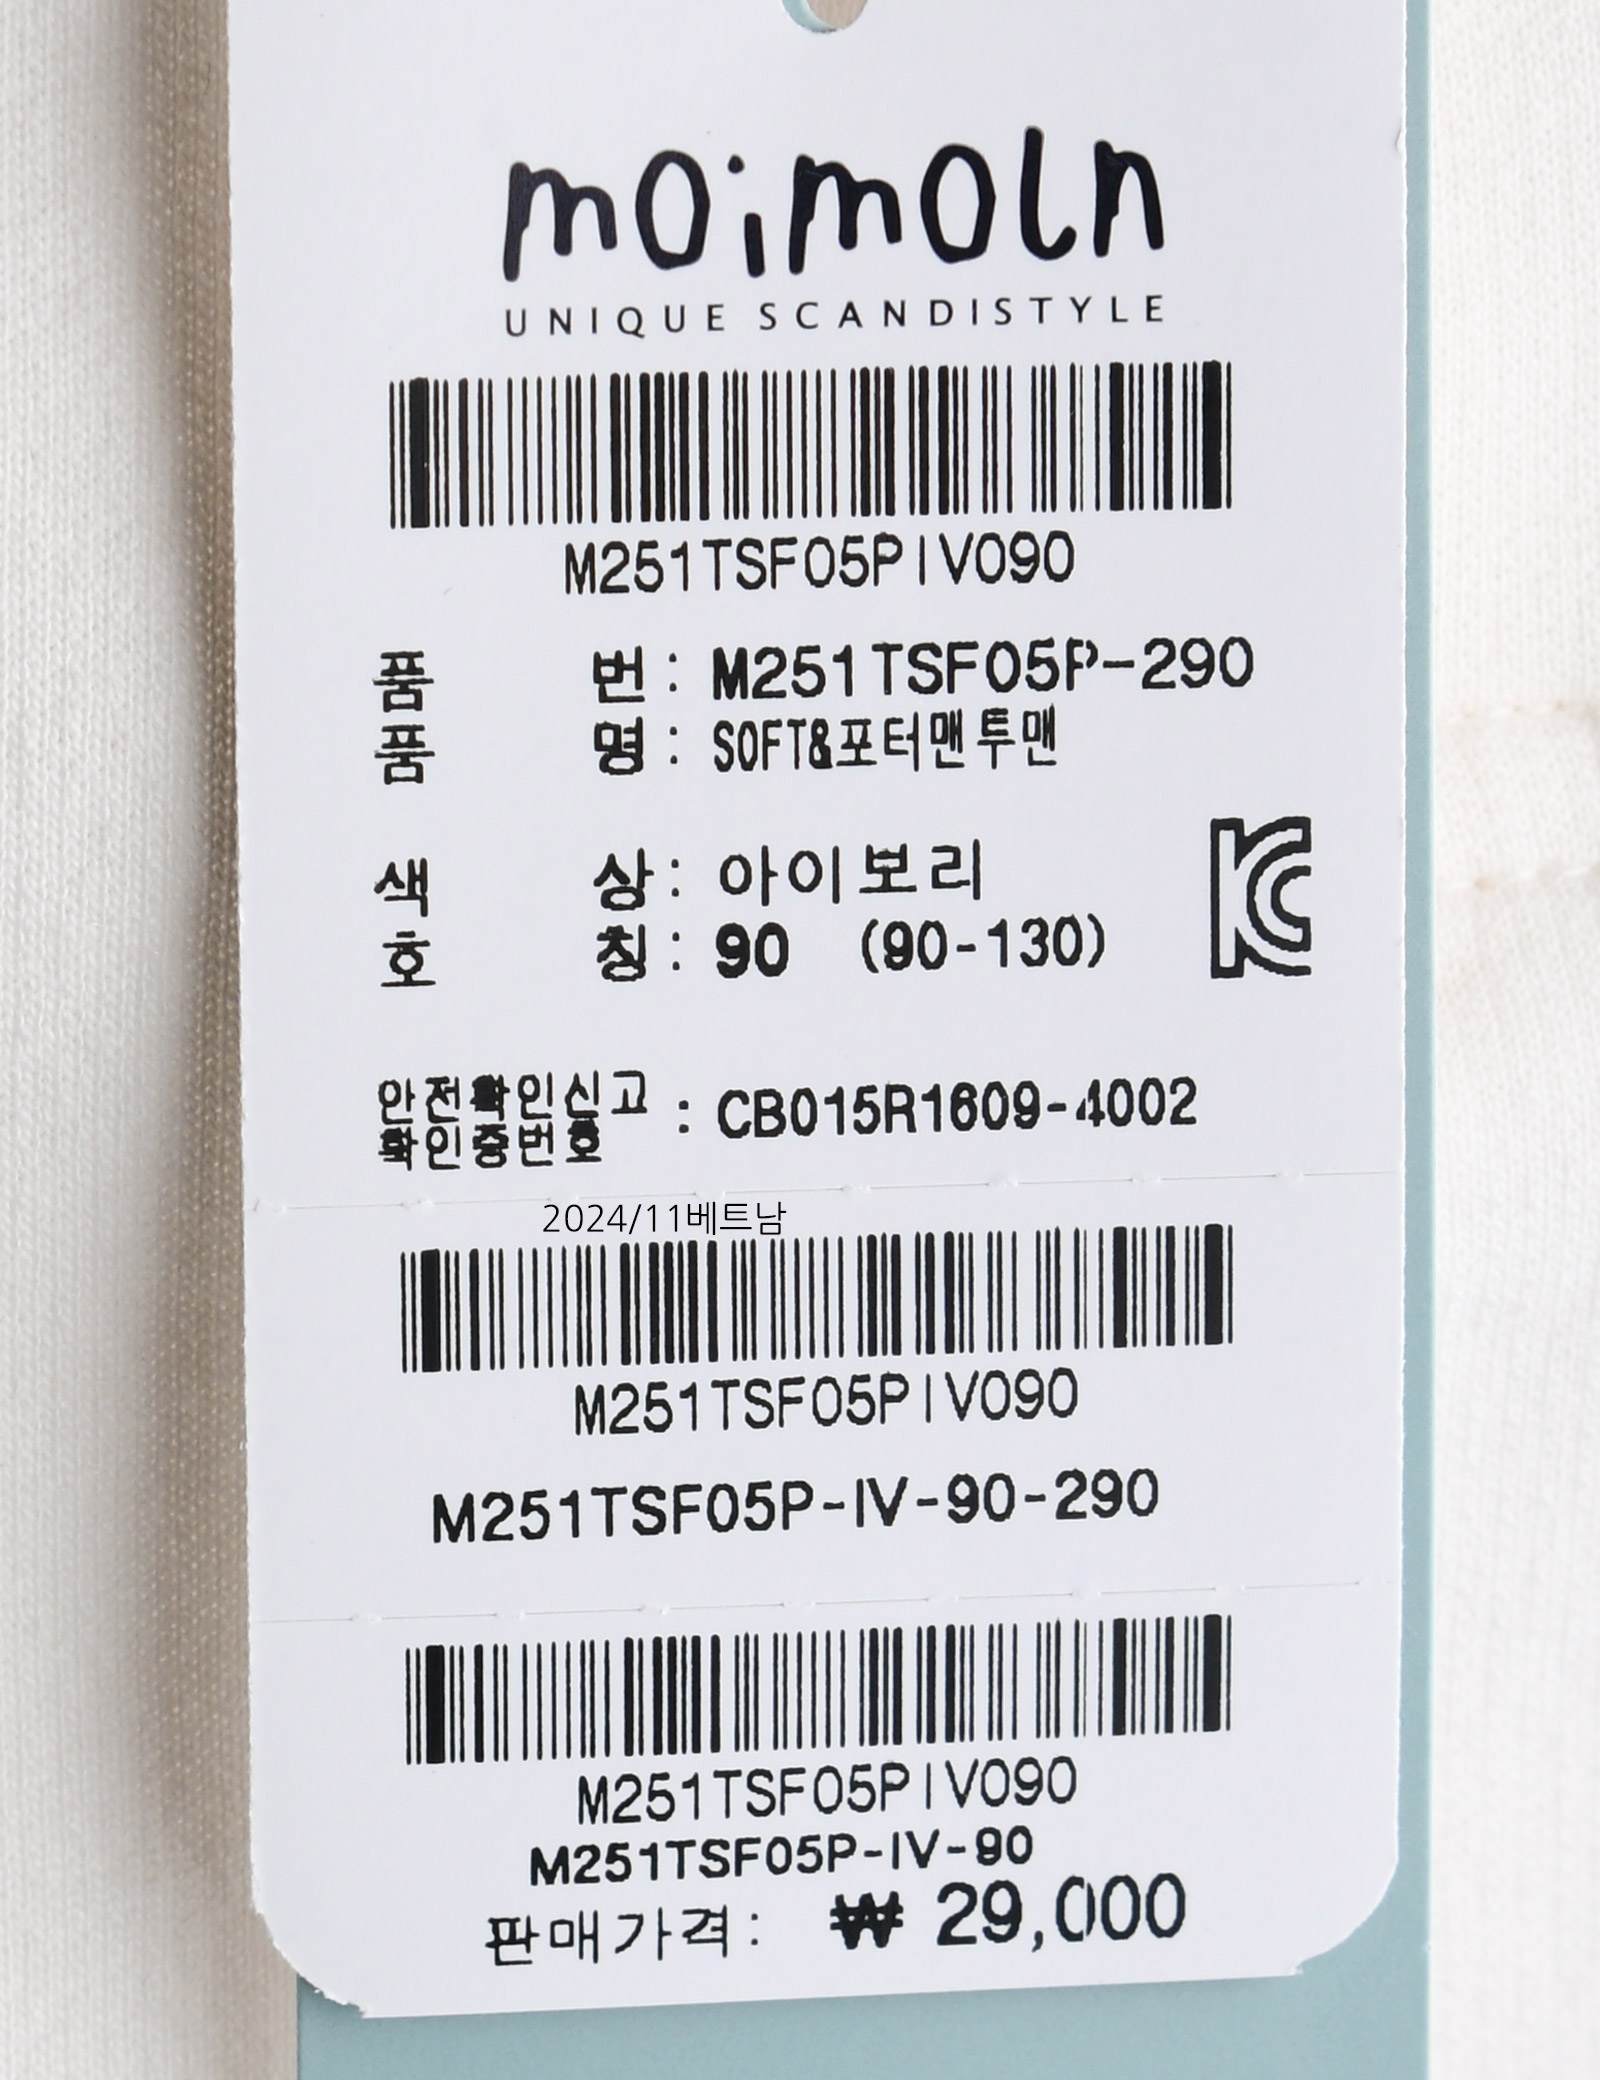 moimoln
UNIQUE SCANDISTYLE
M251TSF05PIV090
품 번 : M251TSF05P-290
품 명 : SOFT&포터맨투맨
색 상 : 아이보리
호 칭 : 90 (90-130)
안전확인신고
확인증번호 : CB015R1609-4002
2024/11베트남
M251TSF05PIV090
M251TSF05P-IV-90-290
M251TSF05PIV090
M251TSF05P-IV-90
판매가격: ₩ 29,000